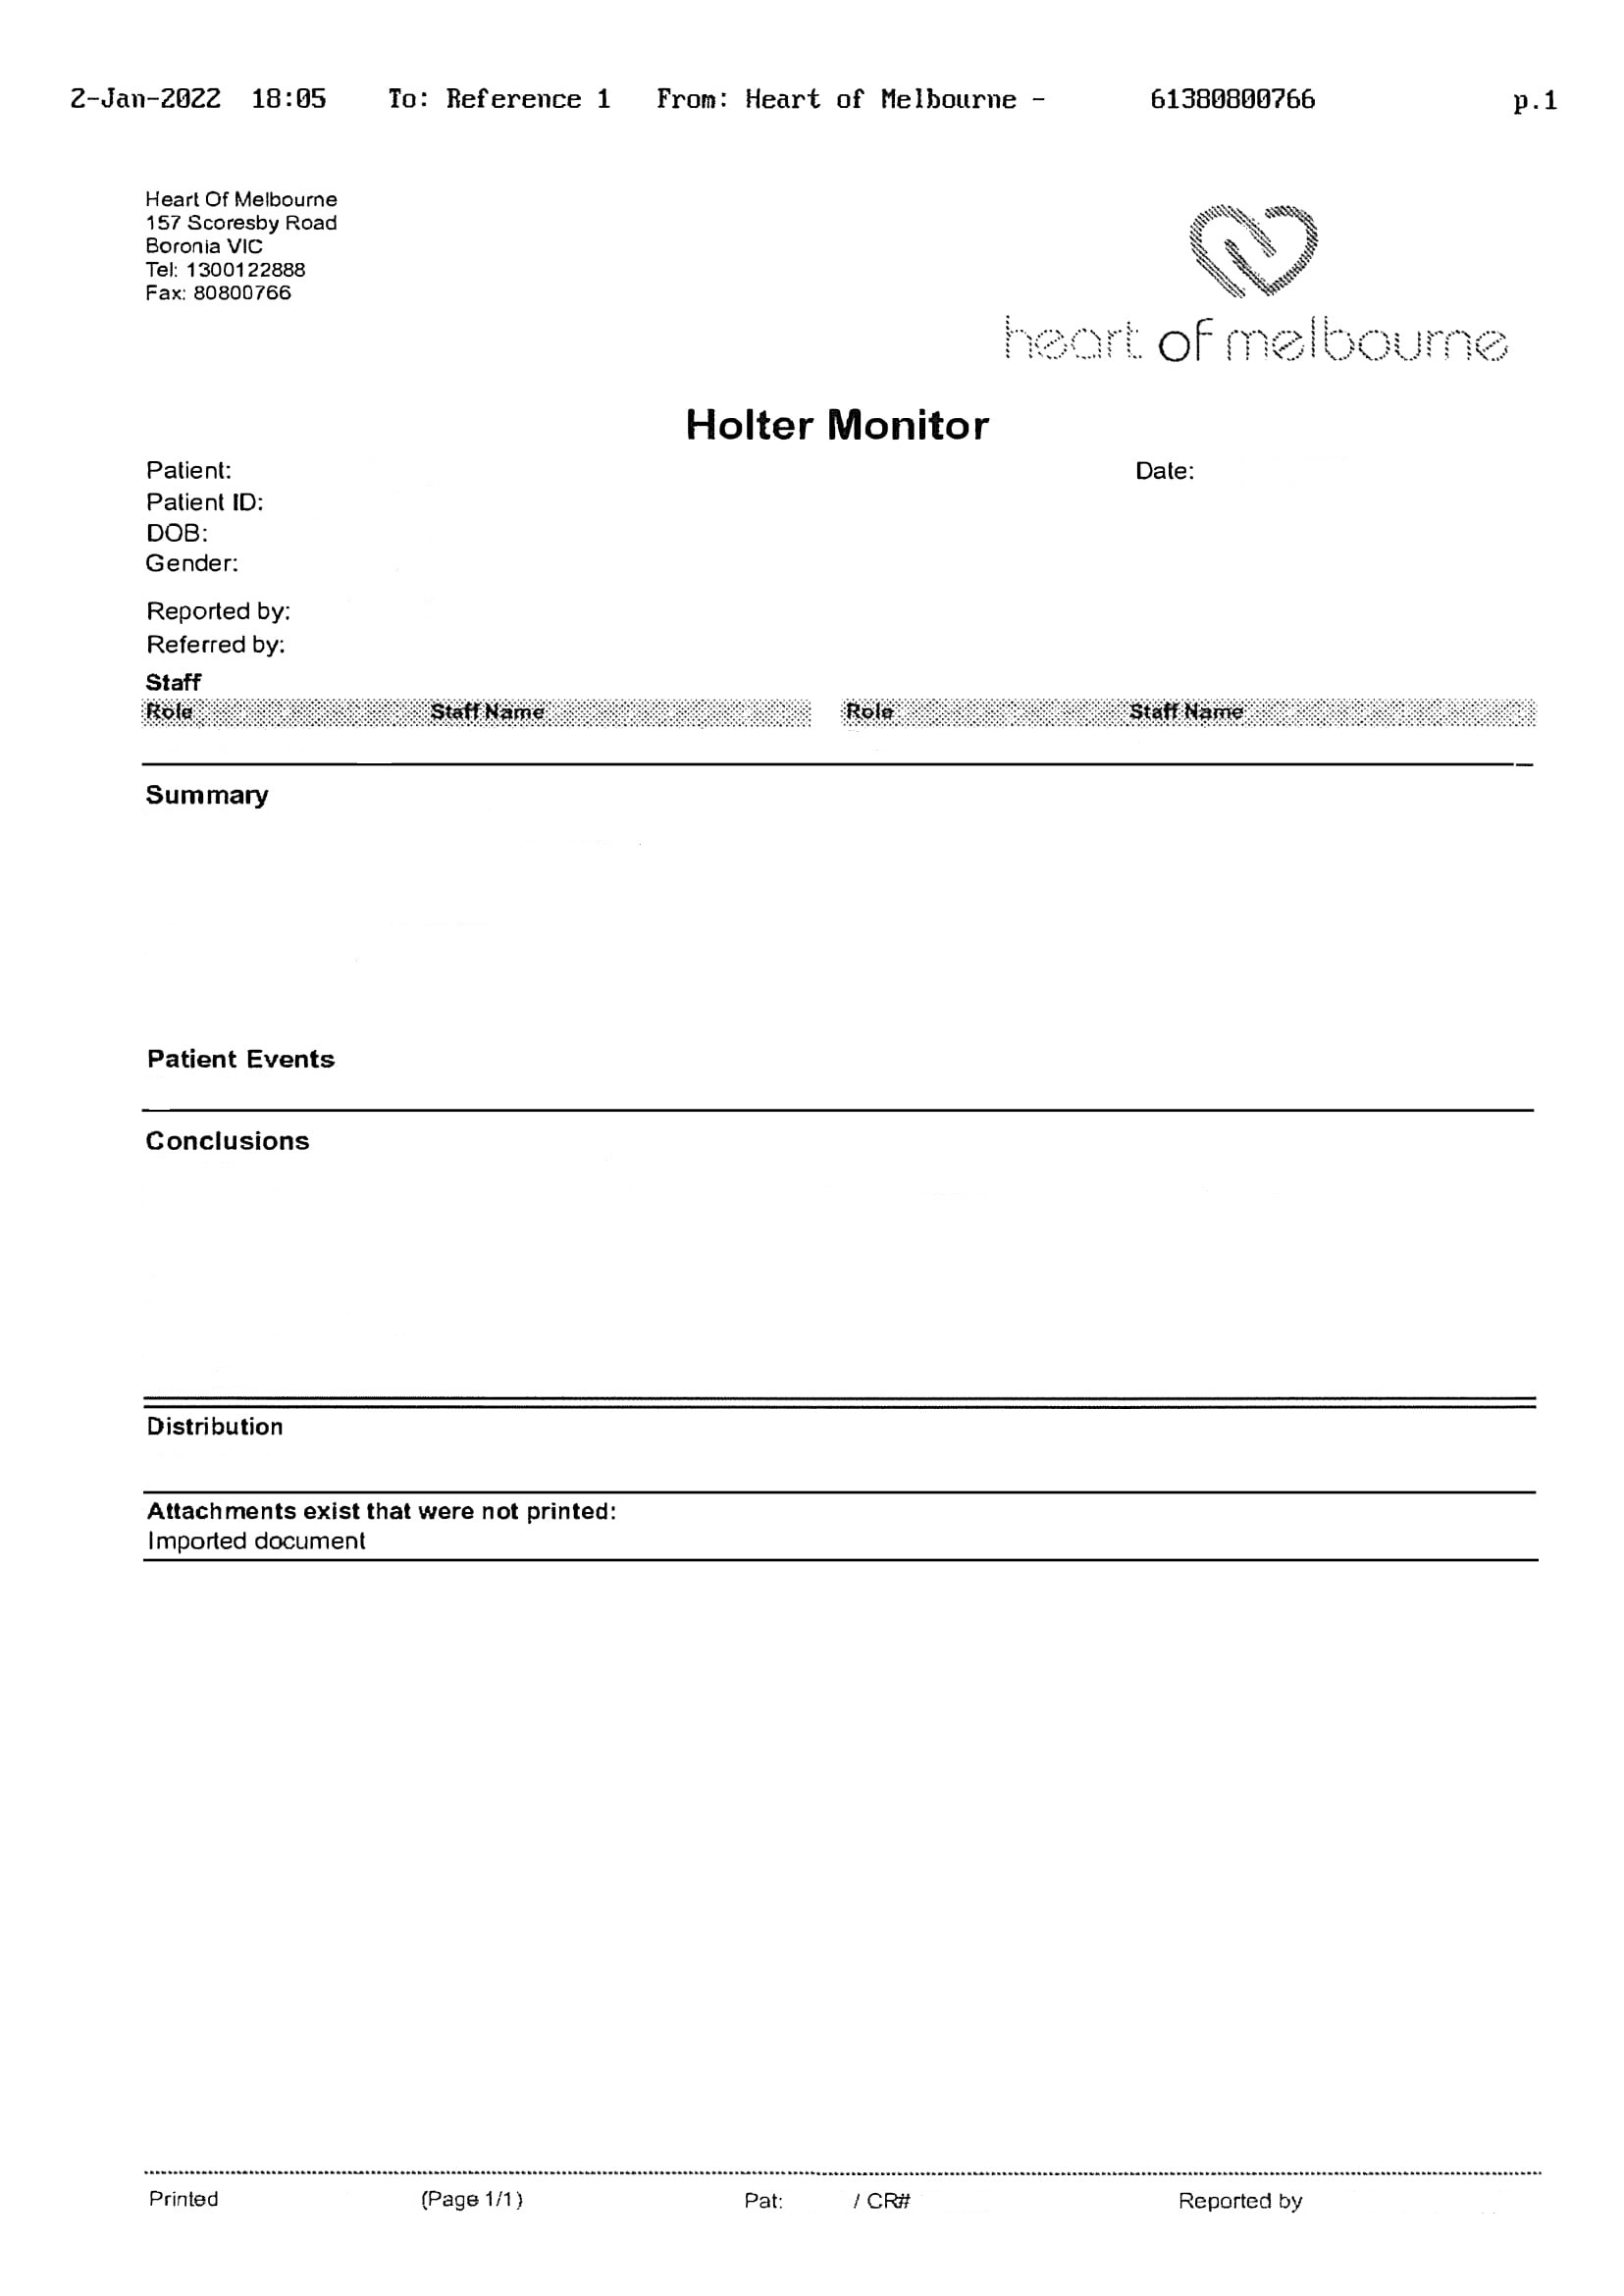 2-Jan-2022 18:05 To: Reference 1 From: Heart of Melbourne - 61380800766 p.1
Heart Of Melbourne
157 Scoresby Road
Boronia VIC
Tel: 1300122888
Fax: 80800766
heart of melbourne
Holter Monitor
Patient: Date:
Patient ID:
DOB:
Gender:
Reported by:
Referred by:
Staff
Role Staff Name Role Staff Name
Summary
Patient Events
Conclusions
Distribution
Attachments exist that were not printed:
Imported document
Printed (Page 1/1) Pat: / CR# Reported by